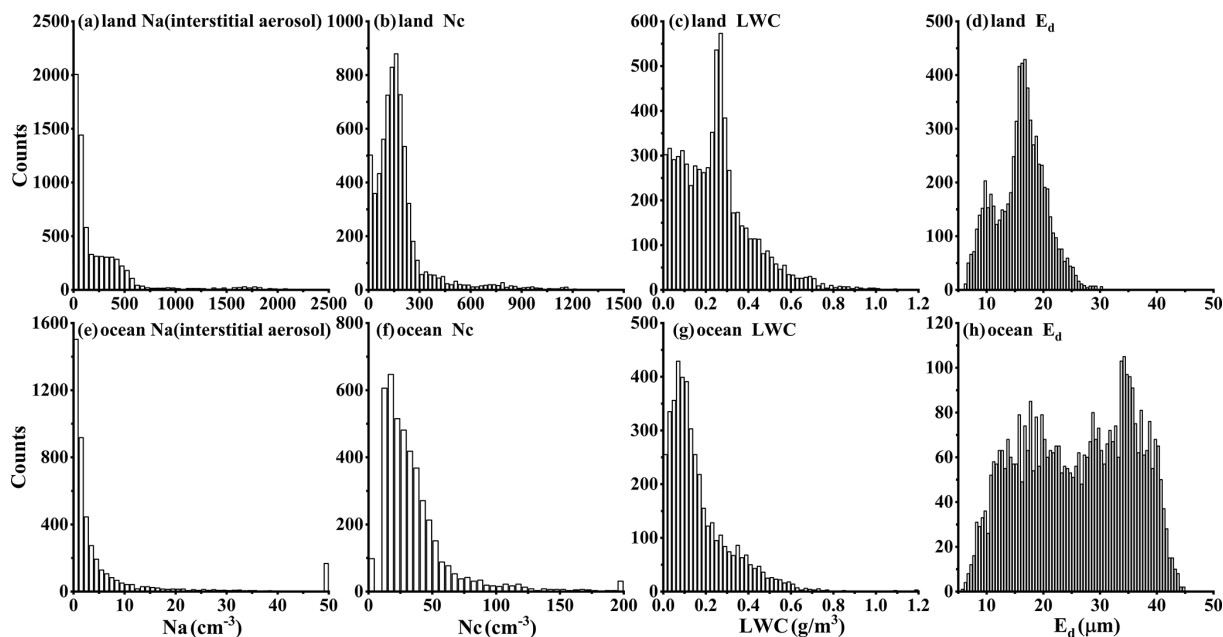 (a) land Na(interstitial aerosol)
(b) land Nc
(c) land LWC
(d) land E_d
Counts
2500
2000
1500
1000
500
0
0 500 1000 1500 2000 2500
1000
800
600
400
200
0
0 300 600 900 1200 1500
600
500
400
300
200
100
0
0.0 0.2 0.4 0.6 0.8 1.0 1.2
500
400
300
200
100
0
10 20 30 40 50
(e) ocean Na(interstitial aerosol)
(f) ocean Nc
(g) ocean LWC
(h) ocean E_d
Counts
1600
1200
800
400
0
0 10 20 30 40 50
Na (cm⁻³)
800
600
400
200
0
0 50 100 150 200
Nc (cm⁻³)
500
400
300
200
100
0
0.0 0.2 0.4 0.6 0.8 1.0 1.2
LWC (g/m³)
120
100
80
60
40
20
0
10 20 30 40 50
E_d (μm)